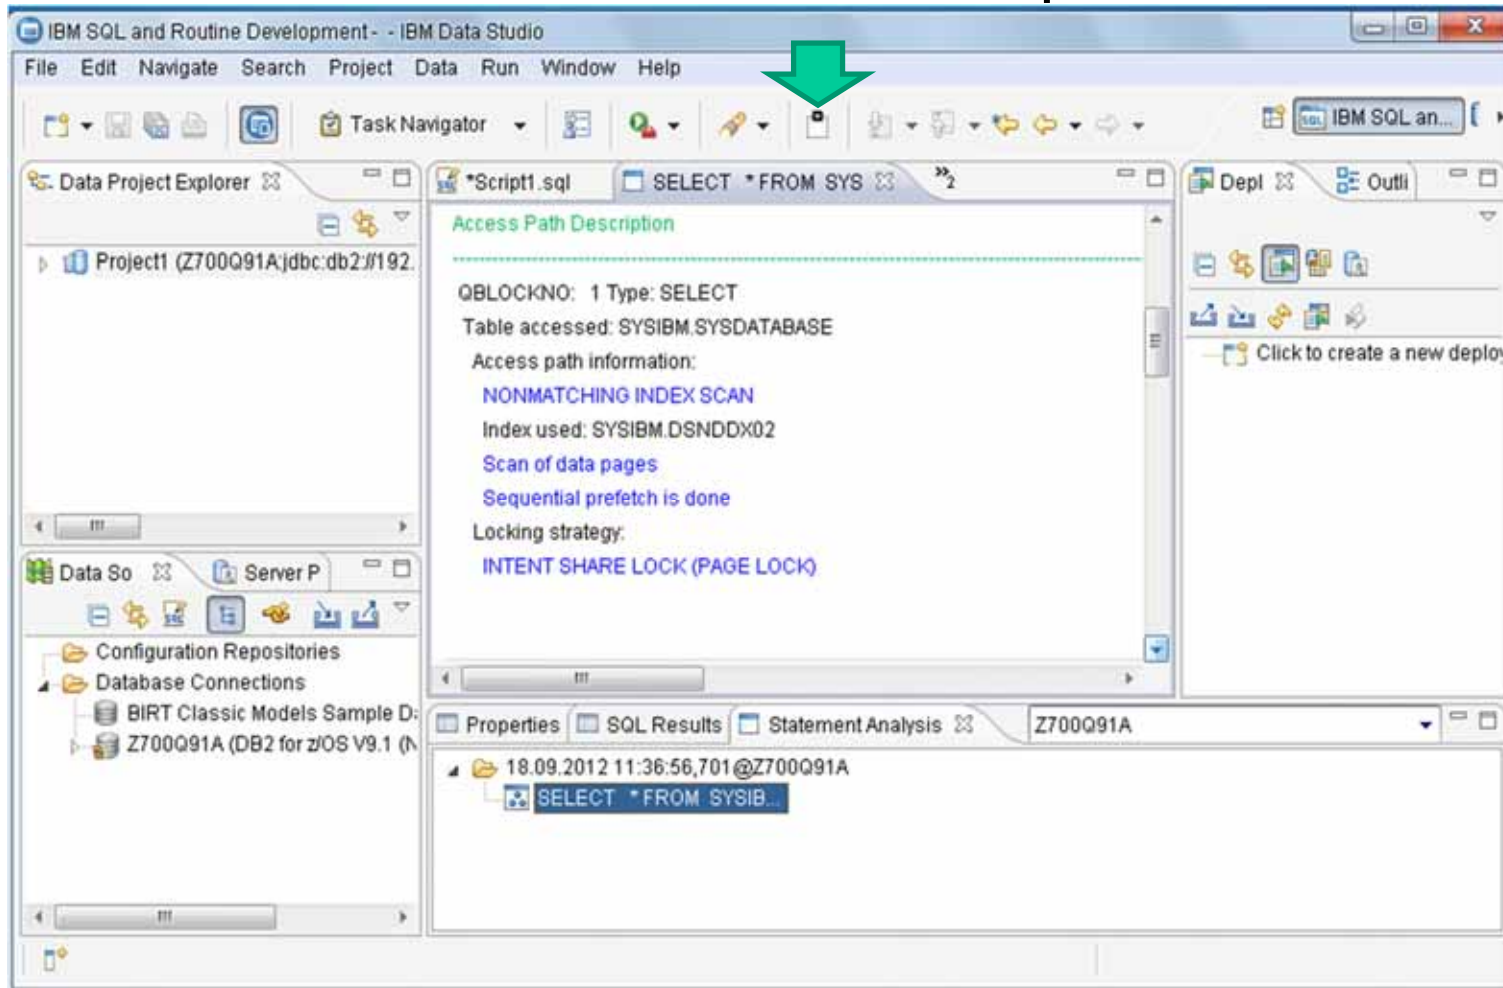 IBM SQL and Routine Development - - IBM Data Studio
File Edit Navigate Search Project Data Run Window Help
Task Navigator
IBM SQL an...
Data Project Explorer
*Script1.sql
SELECT * FROM SYS
»2
Depl
Outli
Project1 (Z700Q91A;jdbc:db2://192.
Access Path Description
QBLOCKNO: 1 Type: SELECT
Table accessed: SYSIBM.SYSDATABASE
Access path information:
NONMATCHING INDEX SCAN
Index used: SYSIBM.DSNDDX02
Scan of data pages
Sequential prefetch is done
Locking strategy:
INTENT SHARE LOCK (PAGE LOCK)
Click to create a new deploy
Data So
Server P
Configuration Repositories
Database Connections
BIRT Classic Models Sample Da
Z700Q91A (DB2 for z/OS V9.1 (N
Properties
SQL Results
Statement Analysis
Z700Q91A
18.09.2012 11:36:56,701@Z700Q91A
SELECT * FROM SYSIB...